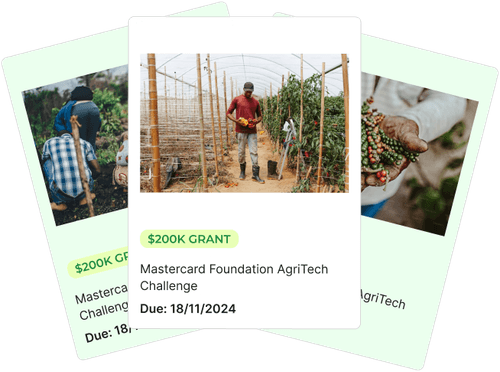 $200K GRANT
Mastercard Foundation AgriTech
Challenge
Due: 18/11/2024
$200K GR
Masterca
Challeng
Due: 18/
AgriTech